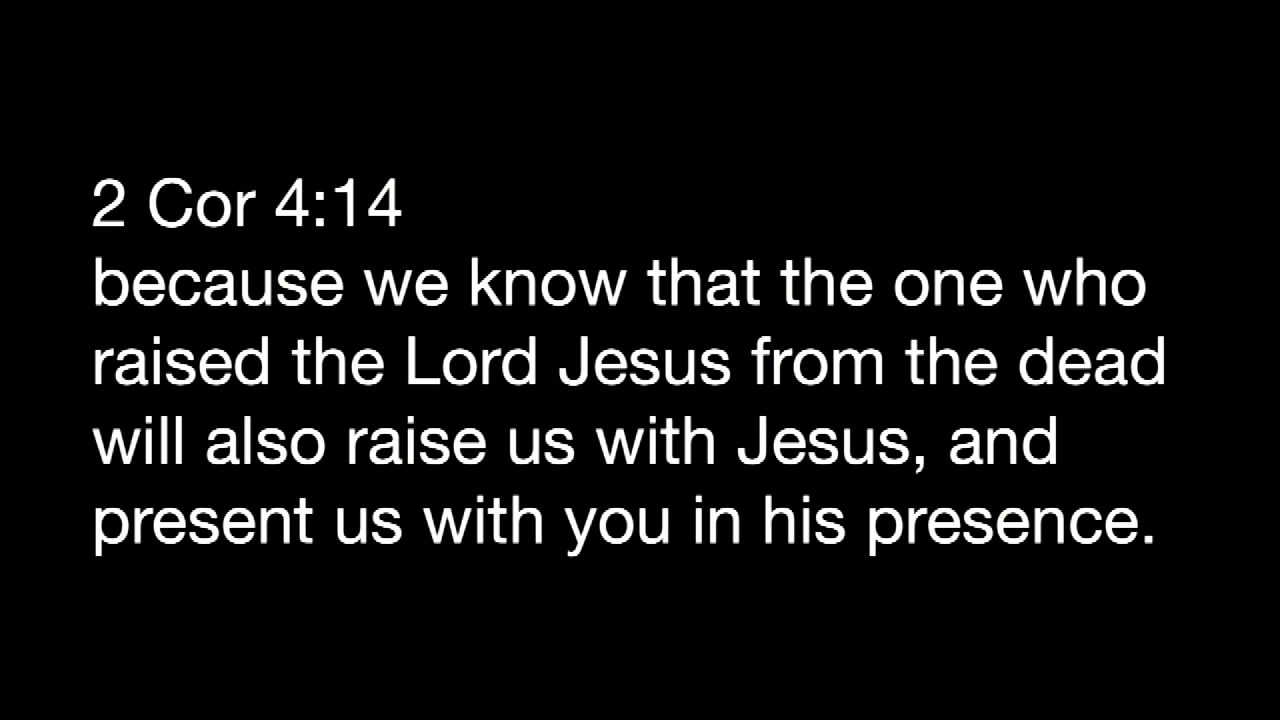 2 Cor 4:14
because we know that the one who
raised the Lord Jesus from the dead
will also raise us with Jesus, and
present us with you in his presence.